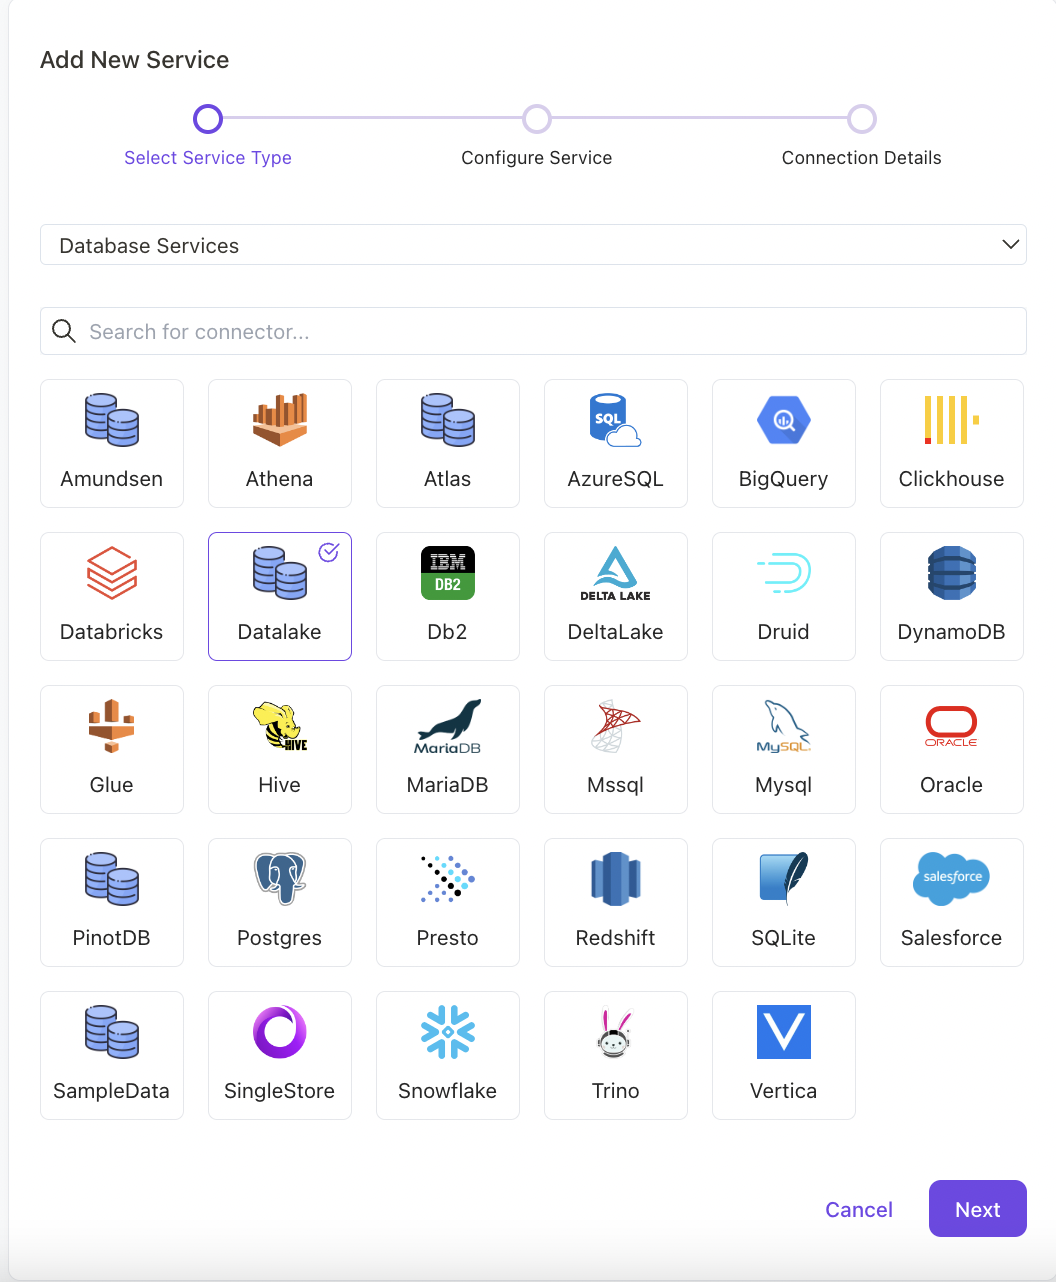 Add New Service
Select Service Type Configure Service Connection Details
Database Services
Search for connector...
SQL
Amundsen Athena Atlas AzureSQL BigQuery Clickhouse
IBM
DB2
DELTA LAKE
Databricks Datalake Db2 DeltaLake Druid DynamoDB
HIVE MariaDB MySQL ORACLE
Glue Hive MariaDB Mssql Mysql Oracle
salesforce
PinotDB Postgres Presto Redshift SQLite Salesforce
SampleData SingleStore Snowflake Trino Vertica
Cancel Next